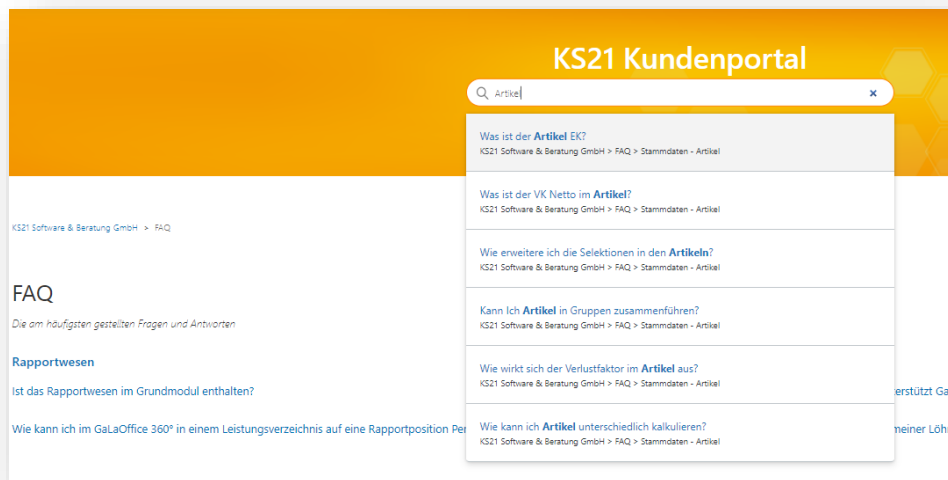 KS21 Kundenportal
Artikel
Was ist der Artikel EK?
KS21 Software & Beratung GmbH > FAQ > Stammdaten - Artikel
Was ist der VK Netto im Artikel?
KS21 Software & Beratung GmbH > FAQ > Stammdaten - Artikel
Wie erweitere ich die Selektionen in den Artikeln?
KS21 Software & Beratung GmbH > FAQ > Stammdaten - Artikel
Kann Ich Artikel in Gruppen zusammenführen?
KS21 Software & Beratung GmbH > FAQ > Stammdaten - Artikel
Wie wirkt sich der Verlustfaktor im Artikel aus?
KS21 Software & Beratung GmbH > FAQ > Stammdaten - Artikel
Wie kann ich Artikel unterschiedlich kalkulieren?
KS21 Software & Beratung GmbH > FAQ > Stammdaten - Artikel
KS21 Software & Beratung GmbH > FAQ
FAQ
Die am häufigsten gestellten Fragen und Antworten
Rapportwesen
Ist das Rapportwesen im Grundmodul enthalten? erstützt Ga
Wie kann ich im GaLaOffice 360° in einem Leistungsverzeichnis auf eine Rapportposition Per meiner Löh